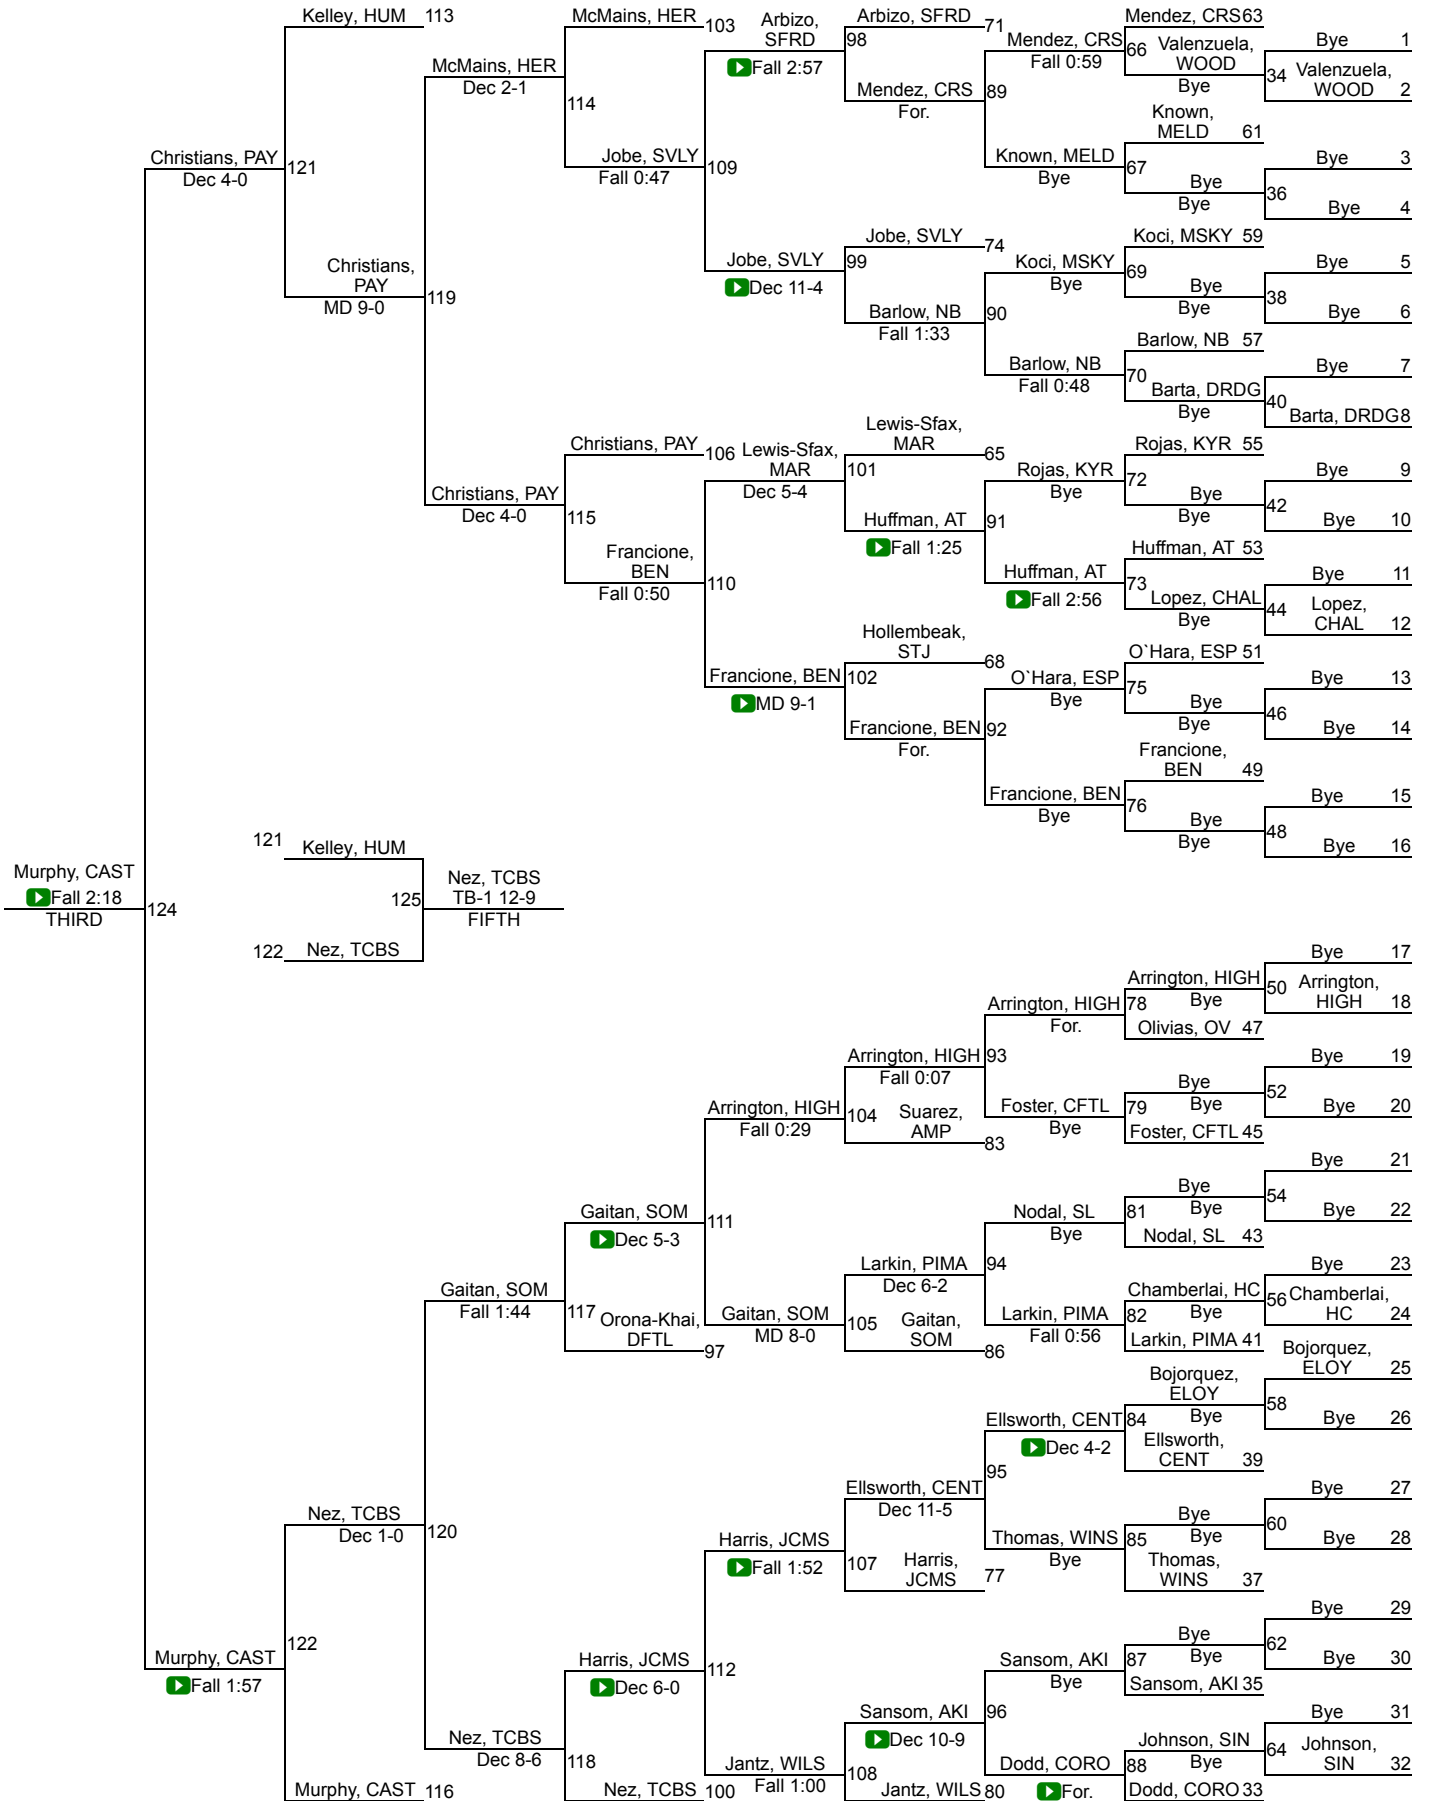 Kelley, HUM 113
McMains, HER 103
Arbizo,
SFRD
Fall 2:57
Arbizo, SFRD 71
98
Mendez, CRS 63
Mendez, CRS
Fall 0:59
66
Valenzuela,
WOOD
Bye
Bye 1
34
Valenzuela,
WOOD 2
McMains, HER
Dec 2-1
114
Mendez, CRS
For.
89
Known,
MELD 61
Christians, PAY
Dec 4-0
121
Jobe, SVLY
Fall 0:47
109
Known, MELD
Bye
67
Bye
Bye
Bye 3
36
Bye 4
Jobe, SVLY
Dec 11-4
Jobe, SVLY 74
99
Koci, MSKY 59
Koci, MSKY
Bye
69
Bye
Bye
Bye 5
38
Bye 6
Christians,
PAY
MD 9-0
119
Barlow, NB
Fall 1:33
90
Barlow, NB 57
Barlow, NB
Fall 0:48
70
Barta, DRDG
Bye
Bye 7
40
Barta, DRDG 8
Christians, PAY 106
Lewis-Sfax,
MAR
Dec 5-4
Lewis-Sfax,
MAR 65
101
Rojas, KYR 55
Rojas, KYR
Bye
72
Bye
Bye
Bye 9
42
Bye 10
Christians, PAY
Dec 4-0
115
Huffman, AT
Fall 1:25
91
Huffman, AT 53
Francione,
BEN
Fall 0:50
110
Huffman, AT
Fall 2:56
73
Lopez, CHAL
Bye
Bye 11
44
Lopez,
CHAL 12
Francione, BEN
MD 9-1
Hollembeak,
STJ 68
102
O`Hara, ESP 51
O`Hara, ESP
Bye
75
Bye
Bye
Bye 13
46
Bye 14
Francione, BEN
For.
92
Francione,
BEN 49
Francione, BEN
Bye
76
Bye
Bye
Bye 15
48
Bye 16
121 Kelley, HUM
Murphy, CAST
Fall 2:18
THIRD
124
125
Nez, TCBS
TB-1 12-9
FIFTH
122 Nez, TCBS
Bye 17
Arrington, HIGH
Bye
50
Arrington,
HIGH 18
Arrington, HIGH
For.
78
Olivias, OV 47
Arrington, HIGH
Fall 0:07
93
Bye 19
Bye
Bye
52
Bye 20
Arrington, HIGH
Fall 0:29
104
Suarez,
AMP 83
Foster, CFTL
Bye
79
Foster, CFTL 45
Bye 21
Bye
Bye
54
Bye 22
Gaitan, SOM
Dec 5-3
111
Nodal, SL
Bye
81
Nodal, SL 43
Larkin, PIMA
Dec 6-2
94
Bye 23
Chamberlai, HC
Bye
56
Chamberlai,
HC 24
Gaitan, SOM
Fall 1:44
117
Orona-Khai,
DFTL 97
Gaitan, SOM
MD 8-0
105
Gaitan,
SOM 86
Larkin, PIMA
Fall 0:56
82
Larkin, PIMA 41
Bojorquez,
ELOY 25
Bojorquez,
ELOY
Bye
58
Bye 26
Ellsworth, CENT
Dec 4-2
84
Ellsworth,
CENT 39
Ellsworth, CENT
Dec 11-5
95
Bye 27
Bye
Bye
60
Bye 28
Nez, TCBS
Dec 1-0
120
Harris, JCMS
Fall 1:52
107
Harris,
JCMS 77
Thomas, WINS
Bye
85
Thomas,
WINS 37
Bye 29
Bye
Bye
62
Bye 30
Murphy, CAST
Fall 1:57
122
Harris, JCMS
Dec 6-0
112
Sansom, AKI
Bye
87
Sansom, AKI 35
Sansom, AKI
Dec 10-9
96
Bye 31
Johnson, SIN
Bye
64
Johnson,
SIN 32
Nez, TCBS
Dec 8-6
118
Jantz, WILS
Fall 1:00
108
Dodd, CORO
For.
88
Murphy, CAST 116
Nez, TCBS 100
Jantz, WILS 80
Dodd, CORO 33